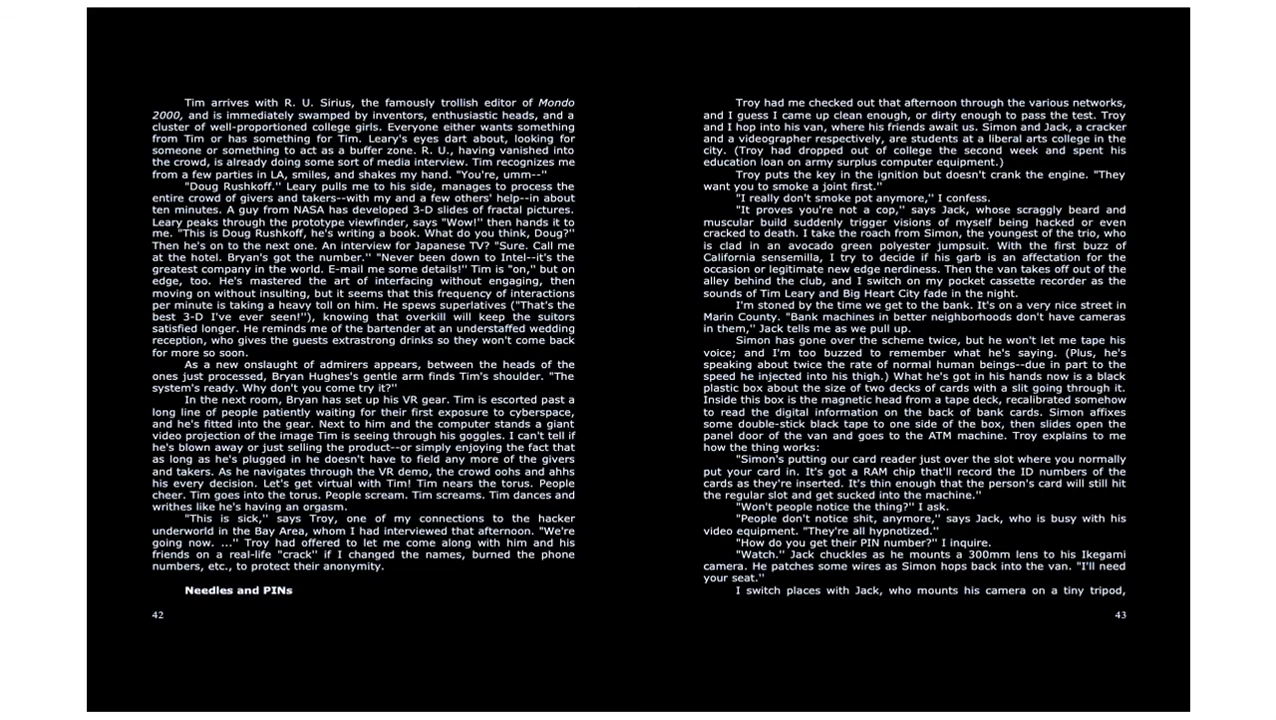 Tim arrives with R. U. Sirius, the famously trollish editor of Mondo
2000, and is immediately swamped by inventors, enthusiastic heads, and a
cluster of well-proportioned college girls. Everyone either wants something
from Tim or has something for Tim. Leary's eyes dart about, looking for
someone or something to act as a buffer zone. R. U., having vanished into
the crowd, is already doing some sort of media interview. Tim recognizes me
from a few parties in LA, smiles, and shakes my hand. "You're, umm--"
"Doug Rushkoff." Leary pulls me to his side, manages to process the
entire crowd of givers and takers--with my and a few others' help--in about
ten minutes. A guy from NASA has developed 3-D slides of fractal pictures.
Leary peaks through the prototype viewfinder, says "Wow!" then hands it to
me. "This is Doug Rushkoff, he's writing a book. What do you think, Doug?"
Then he's on to the next one. An interview for Japanese TV? "Sure. Call me
at the hotel. Bryan's got the number." "Never been down to Intel--it's the
greatest company in the world. E-mail me some details!" Tim is "on," but on
edge, too. He's mastered the art of interfacing without engaging, then
moving on without insulting, but it seems that this frequency of interactions
per minute is taking a heavy toll on him. He spews superlatives ("That's the
best 3-D I've ever seen!"), knowing that overkill will keep the suitors
satisfied longer. He reminds me of the bartender at an understaffed wedding
reception, who gives the guests extrastrong drinks so they won't come back
for more so soon.
As a new onslaught of admirers appears, between the heads of the
ones just processed, Bryan Hughes's gentle arm finds Tim's shoulder. "The
system's ready. Why don't you come try it?"
In the next room, Bryan has set up his VR gear. Tim is escorted past a
long line of people patiently waiting for their first exposure to cyberspace,
and he's fitted into the gear. Next to him and the computer stands a giant
video projection of the image Tim is seeing through his goggles. I can't tell if
he's blown away or just selling the product--or simply enjoying the fact that
as long as he's plugged in he doesn't have to field any more of the givers
and takers. As he navigates through the VR demo, the crowd oohs and ahhs
his every decision. Let's get virtual with Tim! Tim nears the torus. People
cheer. Tim goes into the torus. People scream. Tim screams. Tim dances and
writhes like he's having an orgasm.
"This is sick," says Troy, one of my connections to the hacker
underworld in the Bay Area, whom I had interviewed that afternoon. "We're
going now. ..." Troy had offered to let me come along with him and his
friends on a real-life "crack" if I changed the names, burned the phone
numbers, etc., to protect their anonymity.
Needles and PINs
42
Troy had me checked out that afternoon through the various networks,
and I guess I came up clean enough, or dirty enough to pass the test. Troy
and I hop into his van, where his friends await us. Simon and Jack, a cracker
and a videographer respectively, are students at a liberal arts college in the
city. (Troy had dropped out of college the second week and spent his
education loan on army surplus computer equipment.)
Troy puts the key in the ignition but doesn't crank the engine. "They
want you to smoke a joint first."
"I really don't smoke pot anymore," I confess.
"It proves you're not a cop," says Jack, whose scraggly beard and
muscular build suddenly trigger visions of myself being hacked or even
cracked to death. I take the roach from Simon, the youngest of the trio, who
is clad in an avocado green polyester jumpsuit. With the first buzz of
California sensemilla, I try to decide if his garb is an affectation for the
occasion or legitimate new edge nerdiness. Then the van takes off out of the
alley behind the club, and I switch on my pocket cassette recorder as the
sounds of Tim Leary and Big Heart City fade in the night.
I'm stoned by the time we get to the bank. It's on a very nice street in
Marin County. "Bank machines in better neighborhoods don't have cameras
in them," Jack tells me as we pull up.
Simon has gone over the scheme twice, but he won't let me tape his
voice; and I'm too buzzed to remember what he's saying. (Plus, he's
speaking about twice the rate of normal human beings--due in part to the
speed he injected into his thigh.) What he's got in his hands now is a black
plastic box about the size of two decks of cards with a slit going through it.
Inside this box is the magnetic head from a tape deck, recalibrated somehow
to read the digital information on the back of bank cards. Simon affixes
some double-stick black tape to one side of the box, then slides open the
panel door of the van and goes to the ATM machine. Troy explains to me
how the thing works:
"Simon's putting our card reader just over the slot where you normally
put your card in. It's got a RAM chip that'll record the ID numbers of the
cards as they're inserted. It's thin enough that the person's card will still hit
the regular slot and get sucked into the machine."
"Won't people notice the thing?" I ask.
"People don't notice shit, anymore," says Jack, who is busy with his
video equipment. "They're all hypnotized."
"How do you get their PIN number?" I inquire.
"Watch." Jack chuckles as he mounts a 300mm lens to his Ikegami
camera. He patches some wires as Simon hops back into the van. "I'll need
your seat."
I switch places with Jack, who mounts his camera on a tiny tripod,
43